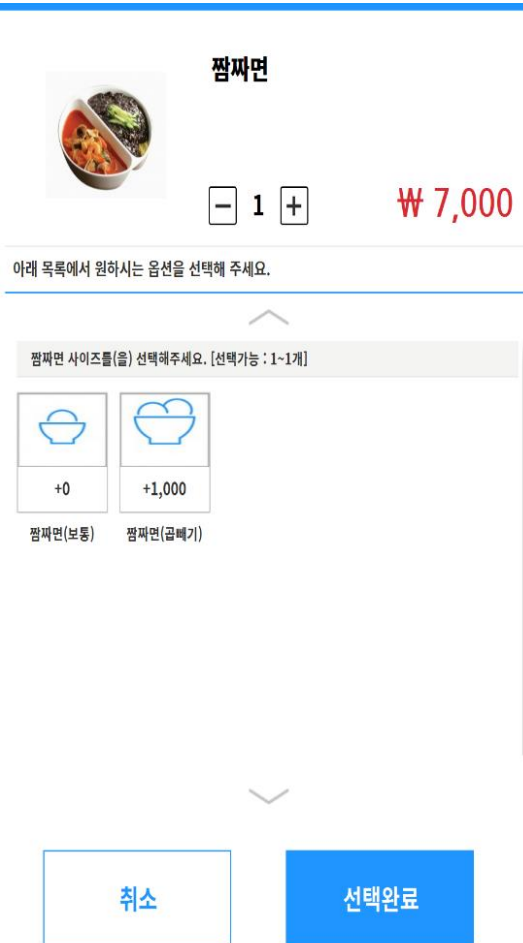 짬짜면
− 1 +
₩ 7,000
아래 목록에서 원하시는 옵션을 선택해 주세요.
짬짜면 사이즈틀(을) 선택해주세요. [선택가능 : 1~1개]
+0
+1,000
짬짜면(보통)
짬짜면(곱빼기)
취소
선택완료